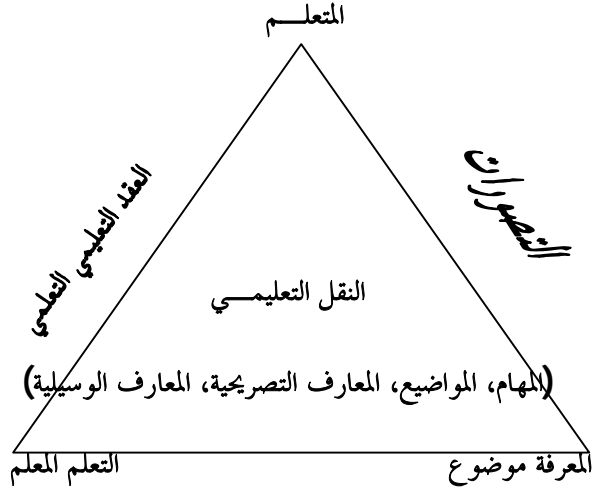 المتعلـــم
العقد التعليمي التعلمي
التصورات
النقل التعليمـــي
(المهام، المواضيع، المعارف التصريحية، المعارف الوسيلية)
المعرفة موضوع
التعلم المعلم